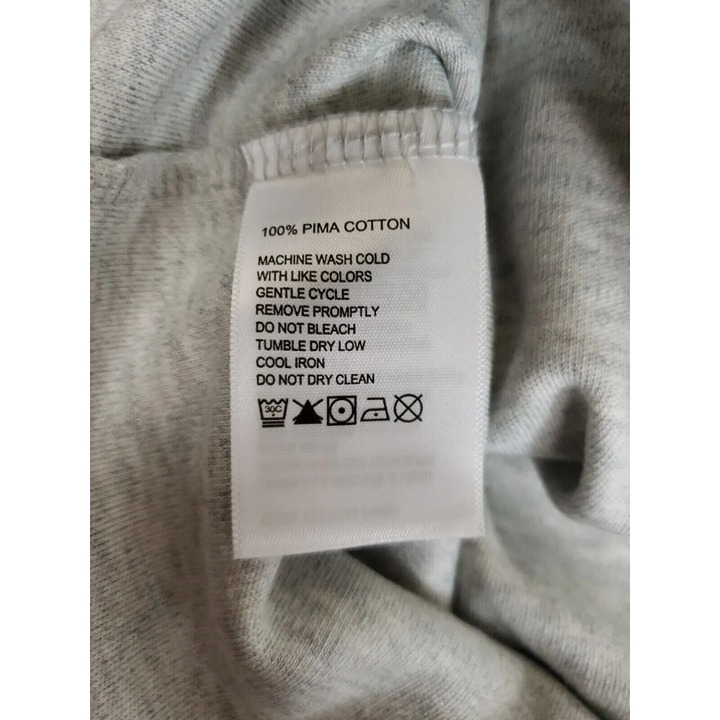 100% PIMA COTTON
MACHINE WASH COLD
WITH LIKE COLORS
GENTLE CYCLE
REMOVE PROMPTLY
DO NOT BLEACH
TUMBLE DRY LOW
COOL IRON
DO NOT DRY CLEAN
30C